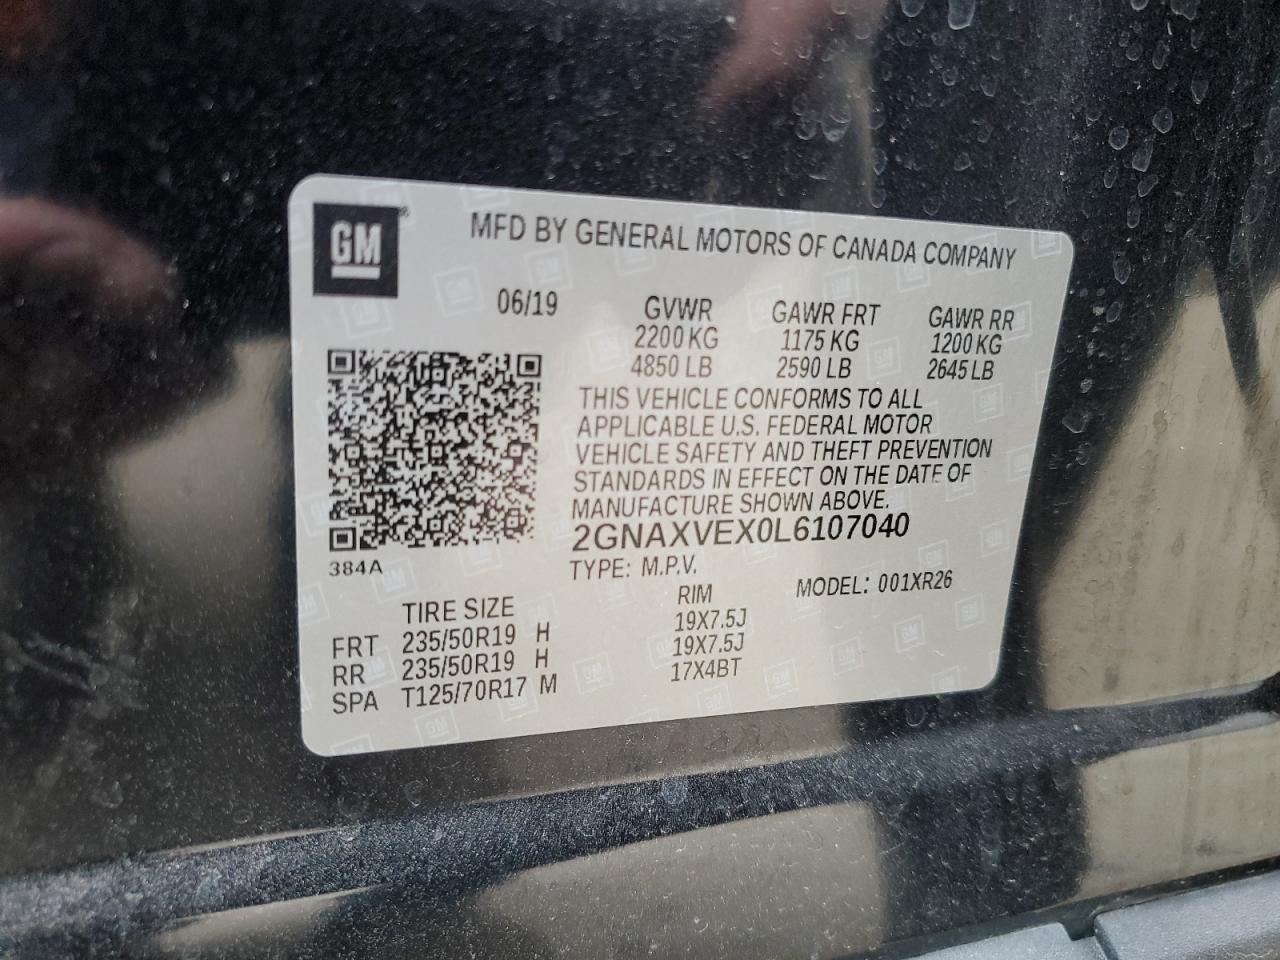 GM®
MFD BY GENERAL MOTORS OF CANADA COMPANY
06/19 GVWR GAWR FRT GAWR RR
2200 KG 1175 KG 1200 KG
4850 LB 2590 LB 2645 LB
THIS VEHICLE CONFORMS TO ALL
APPLICABLE U.S. FEDERAL MOTOR
VEHICLE SAFETY AND THEFT PREVENTION
STANDARDS IN EFFECT ON THE DATE OF
MANUFACTURE SHOWN ABOVE.
2GNAXVEX0L6107040
384A
TYPE: M.P.V. MODEL: 001XR26
TIRE SIZE RIM
FRT 235/50R19 H 19X7.5J
RR 235/50R19 H 19X7.5J
SPA T125/70R17 M 17X4BT